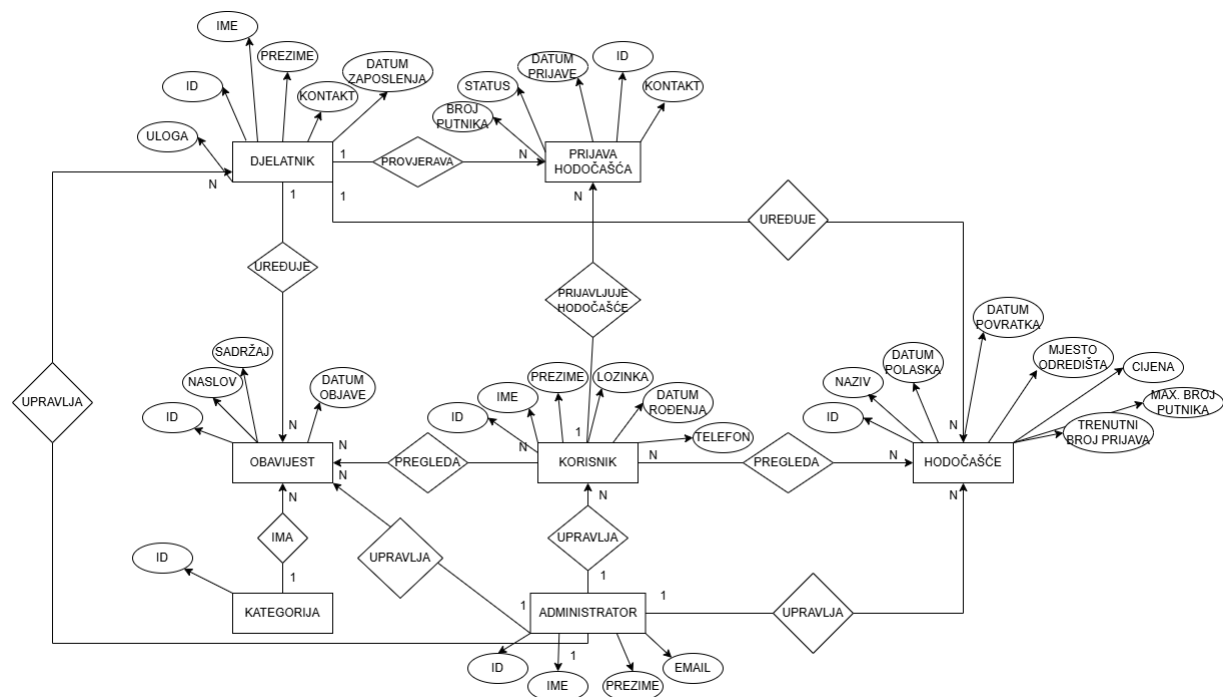 IME
PREZIME
DATUM
ZAPOSLENJA
ID
KONTAKT
ULOGA
DJELATNIK
N
1
1
1
PROVJERAVA
N
STATUS
DATUM
PRIJAVE
ID
KONTAKT
BROJ
PUTNIKA
PRIJAVA
HODOČAŠĆA
N
UREĐUJE
UREĐUJE
PRIJAVLJUJE
HODOČAŠĆE
UPRAVLJA
SADRŽAJ
NASLOV
DATUM
OBJAVE
ID
N
N
N
N
OBAVIJEST
PREGLEDA
PREZIME
LOZINKA
IME
DATUM
ROĐENJA
ID
TELEFON
1
N
N
N
KORISNIK
PREGLEDA
N
DATUM
POVRATKA
DATUM
POLASKA
MJESTO
ODREDIŠTA
CIJENA
NAZIV
MAX. BROJ
PUTNIKA
ID
TRENUTNI
BROJ PRIJAVA
N
N
HODOČAŠĆE
IMA
1
UPRAVLJA
UPRAVLJA
ID
KATEGORIJA
1
1
1
ADMINISTRATOR
1
UPRAVLJA
ID
IME
PREZIME
EMAIL